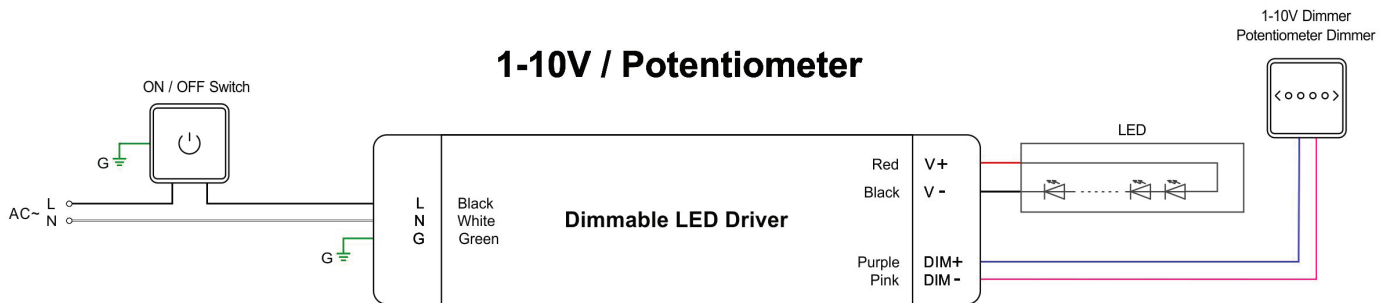 1-10V Dimmer
Potentiometer Dimmer
1-10V / Potentiometer
ON / OFF Switch
G
AC~ L
N
L Black
N White
G Green
G
Dimmable LED Driver
Red V+
Black V -
Purple DIM+
Pink DIM -
LED